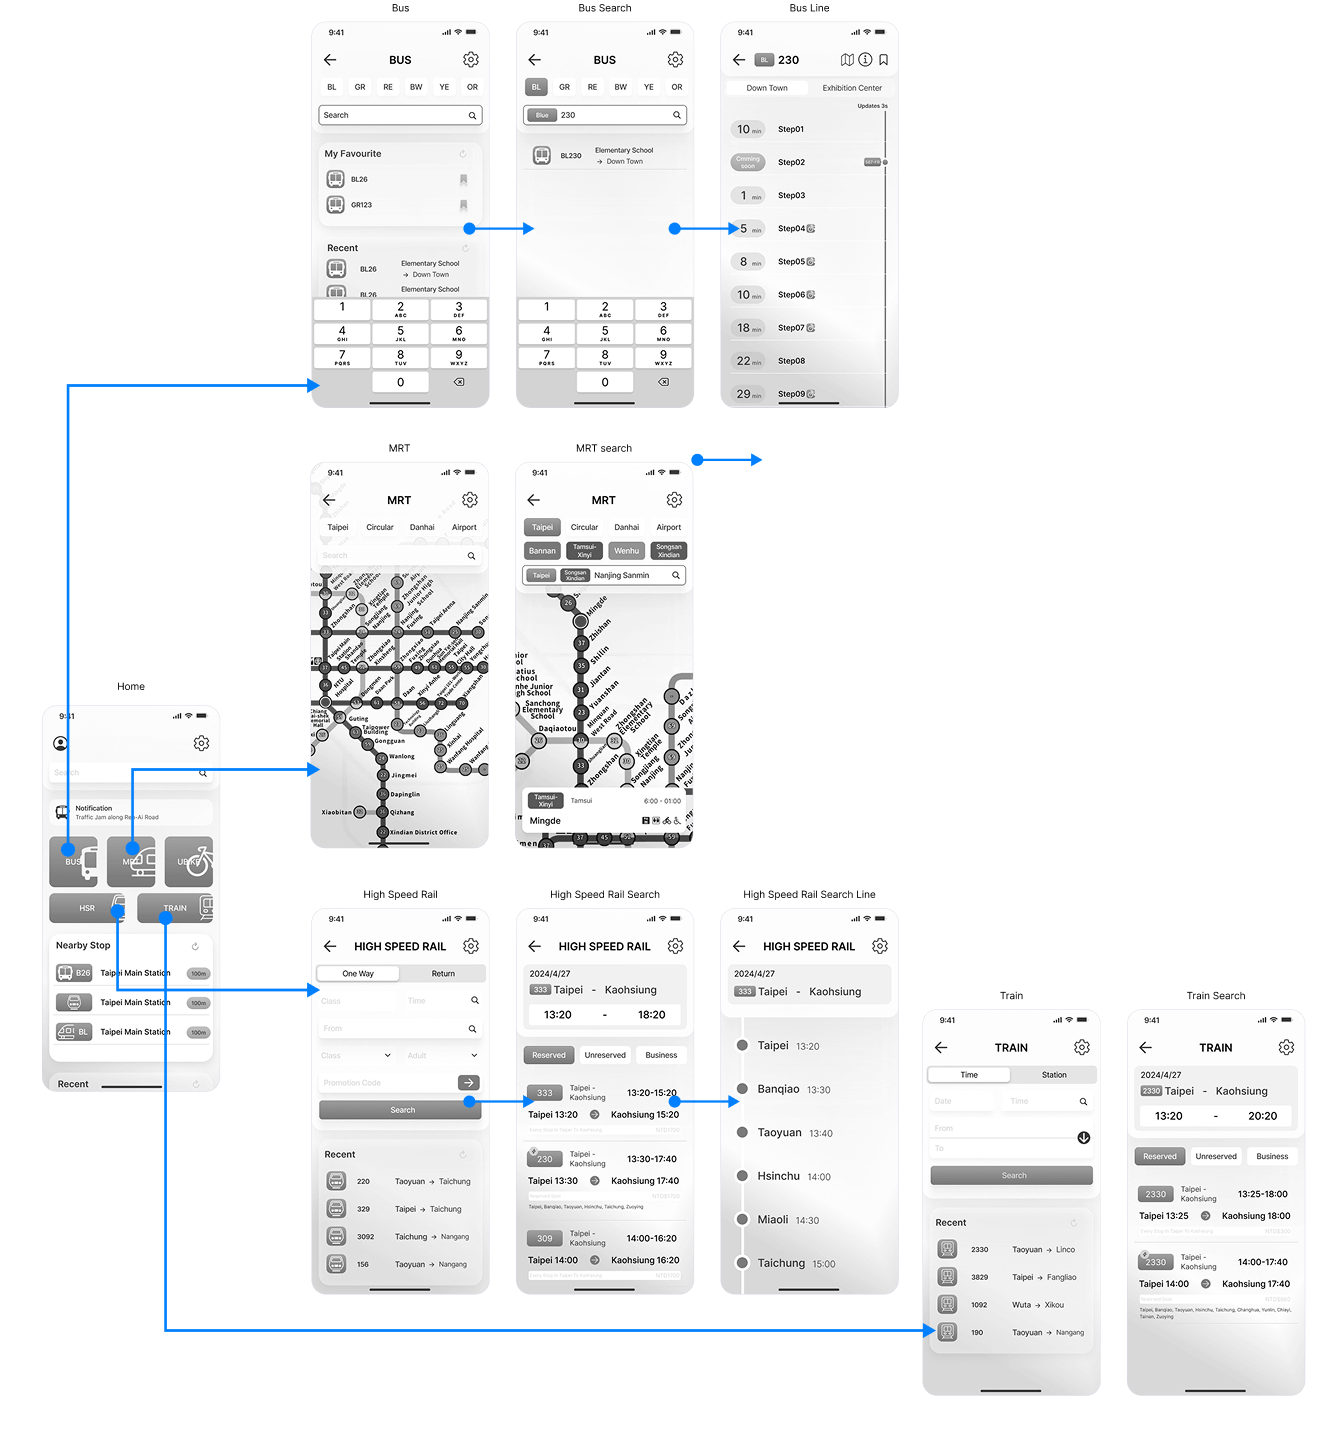 Bus
9:41
BUS
BL GR RE BW YE OR
Search
My Favourite
BL26
GR123
Recent
BL26 Elementary School
→ Down Town
BL26 Elementary School
1 2 ABC 3 DEF
4 GHI 5 JKL 6 MNO
7 PQRS 8 TUV 9 WXYZ
0
Bus Search
9:41
BUS
BL GR RE BW YE OR
Blue 230
BL230 Elementary School
→ Down Town
1 2 ABC 3 DEF
4 GHI 5 JKL 6 MNO
7 PQRS 8 TUV 9 WXYZ
0
Bus Line
9:41
BL 230
Down Town Exhibition Center
Updates 3s
10 min Step01
Cmming soon Step02
1 min Step03
5 min Step04
8 min Step05
10 min Step06
18 min Step07
22 min Step08
29 min Step09
MRT
9:41
MRT
Taipei Circular Danhai Airport
Search
Zhongshan
Songjiang Nanjing
Taipei Arena
Nanjing Sanmin
Taipei Main Station
Zhongxiao Xinsheng
City Hall
NTU Hospital
Dongmen
Daan Park
Daan
Xinyi Anhe
Xiangshan
Guting
Taipower Building
Gongguan
Linguang
Xinhai
Wanfang Hospital
Wanlong
Jingmei
Dapinglin
Xiaobitan
Qizhang
Xindian District Office
MRT search
9:41
MRT
Taipei Circular Danhai Airport
Bannan Tamsui-Xinyi Wenhu Songsan Xindian
Taipei Songsan Xindian Nanjing Sanmin
Mingde
Zhishan
Shilin
Jiantan
Yuanshan
Minquan West Road
Sanchong Elementary School
Daqiaotou
Zhongshan Elementary School
Xingtian Temple
Zhongshan
Songjiang Nanjing
Tamsui-Xinyi Tamsui 6:00 - 01:00
Mingde
Home
9:41
Search
Notification
Traffic Jam along Ren-Ai Road
BUS MRT UBIKE
HSR TRAIN
Nearby Stop
B26 Taipei Main Station 100m
Taipei Main Station 100m
BL Taipei Main Station 100m
Recent
High Speed Rail
9:41
HIGH SPEED RAIL
One Way Return
Class Time
From
Class Adult
Promotion Code
Search
Recent
220 Taoyuan → Taichung
329 Taipei → Taichung
3092 Taichung → Nangang
156 Taoyuan → Nangang
High Speed Rail Search
9:41
HIGH SPEED RAIL
2024/4/27
333 Taipei - Kaohsiung
13:20 - 18:20
Reserved Unreserved Business
333 Taipei - Kaohsiung 13:20-15:20
Taipei 13:20 Kaohsiung 15:20
230 Taipei - Kaohsiung 13:30-17:40
Taipei 13:30 Kaohsiung 17:40
Taipei, Banqiao, Taoyuan, Hsinchu, Taichung, Zuoying
309 Taipei - Kaohsiung 14:00-16:20
Taipei 14:00 Kaohsiung 16:20
High Speed Rail Search Line
9:41
HIGH SPEED RAIL
2024/4/27
333 Taipei - Kaohsiung
Taipei 13:20
Banqiao 13:30
Taoyuan 13:40
Hsinchu 14:00
Miaoli 14:30
Taichung 15:00
Train
9:41
TRAIN
Time Station
Date Time
From
To
Search
Recent
2330 Taoyuan → Linco
3829 Taipei → Fangliao
1092 Wuta → Xikou
190 Taoyuan → Nangang
Train Search
9:41
TRAIN
2024/4/27
2330 Taipei - Kaohsiung
13:20 - 20:20
Reserved Unreserved Business
2330 Taipei - Kaohsiung 13:25-18:00
Taipei 13:25 Kaohsiung 18:00
2330 Taipei - Kaohsiung 14:00-17:40
Taipei 14:00 Kaohsiung 17:40
Taipei, Banqiao, Taoyuan, Hsinchu, Taichung, Changhua, Yunlin, Chiayi,
Tainan, Zuoying